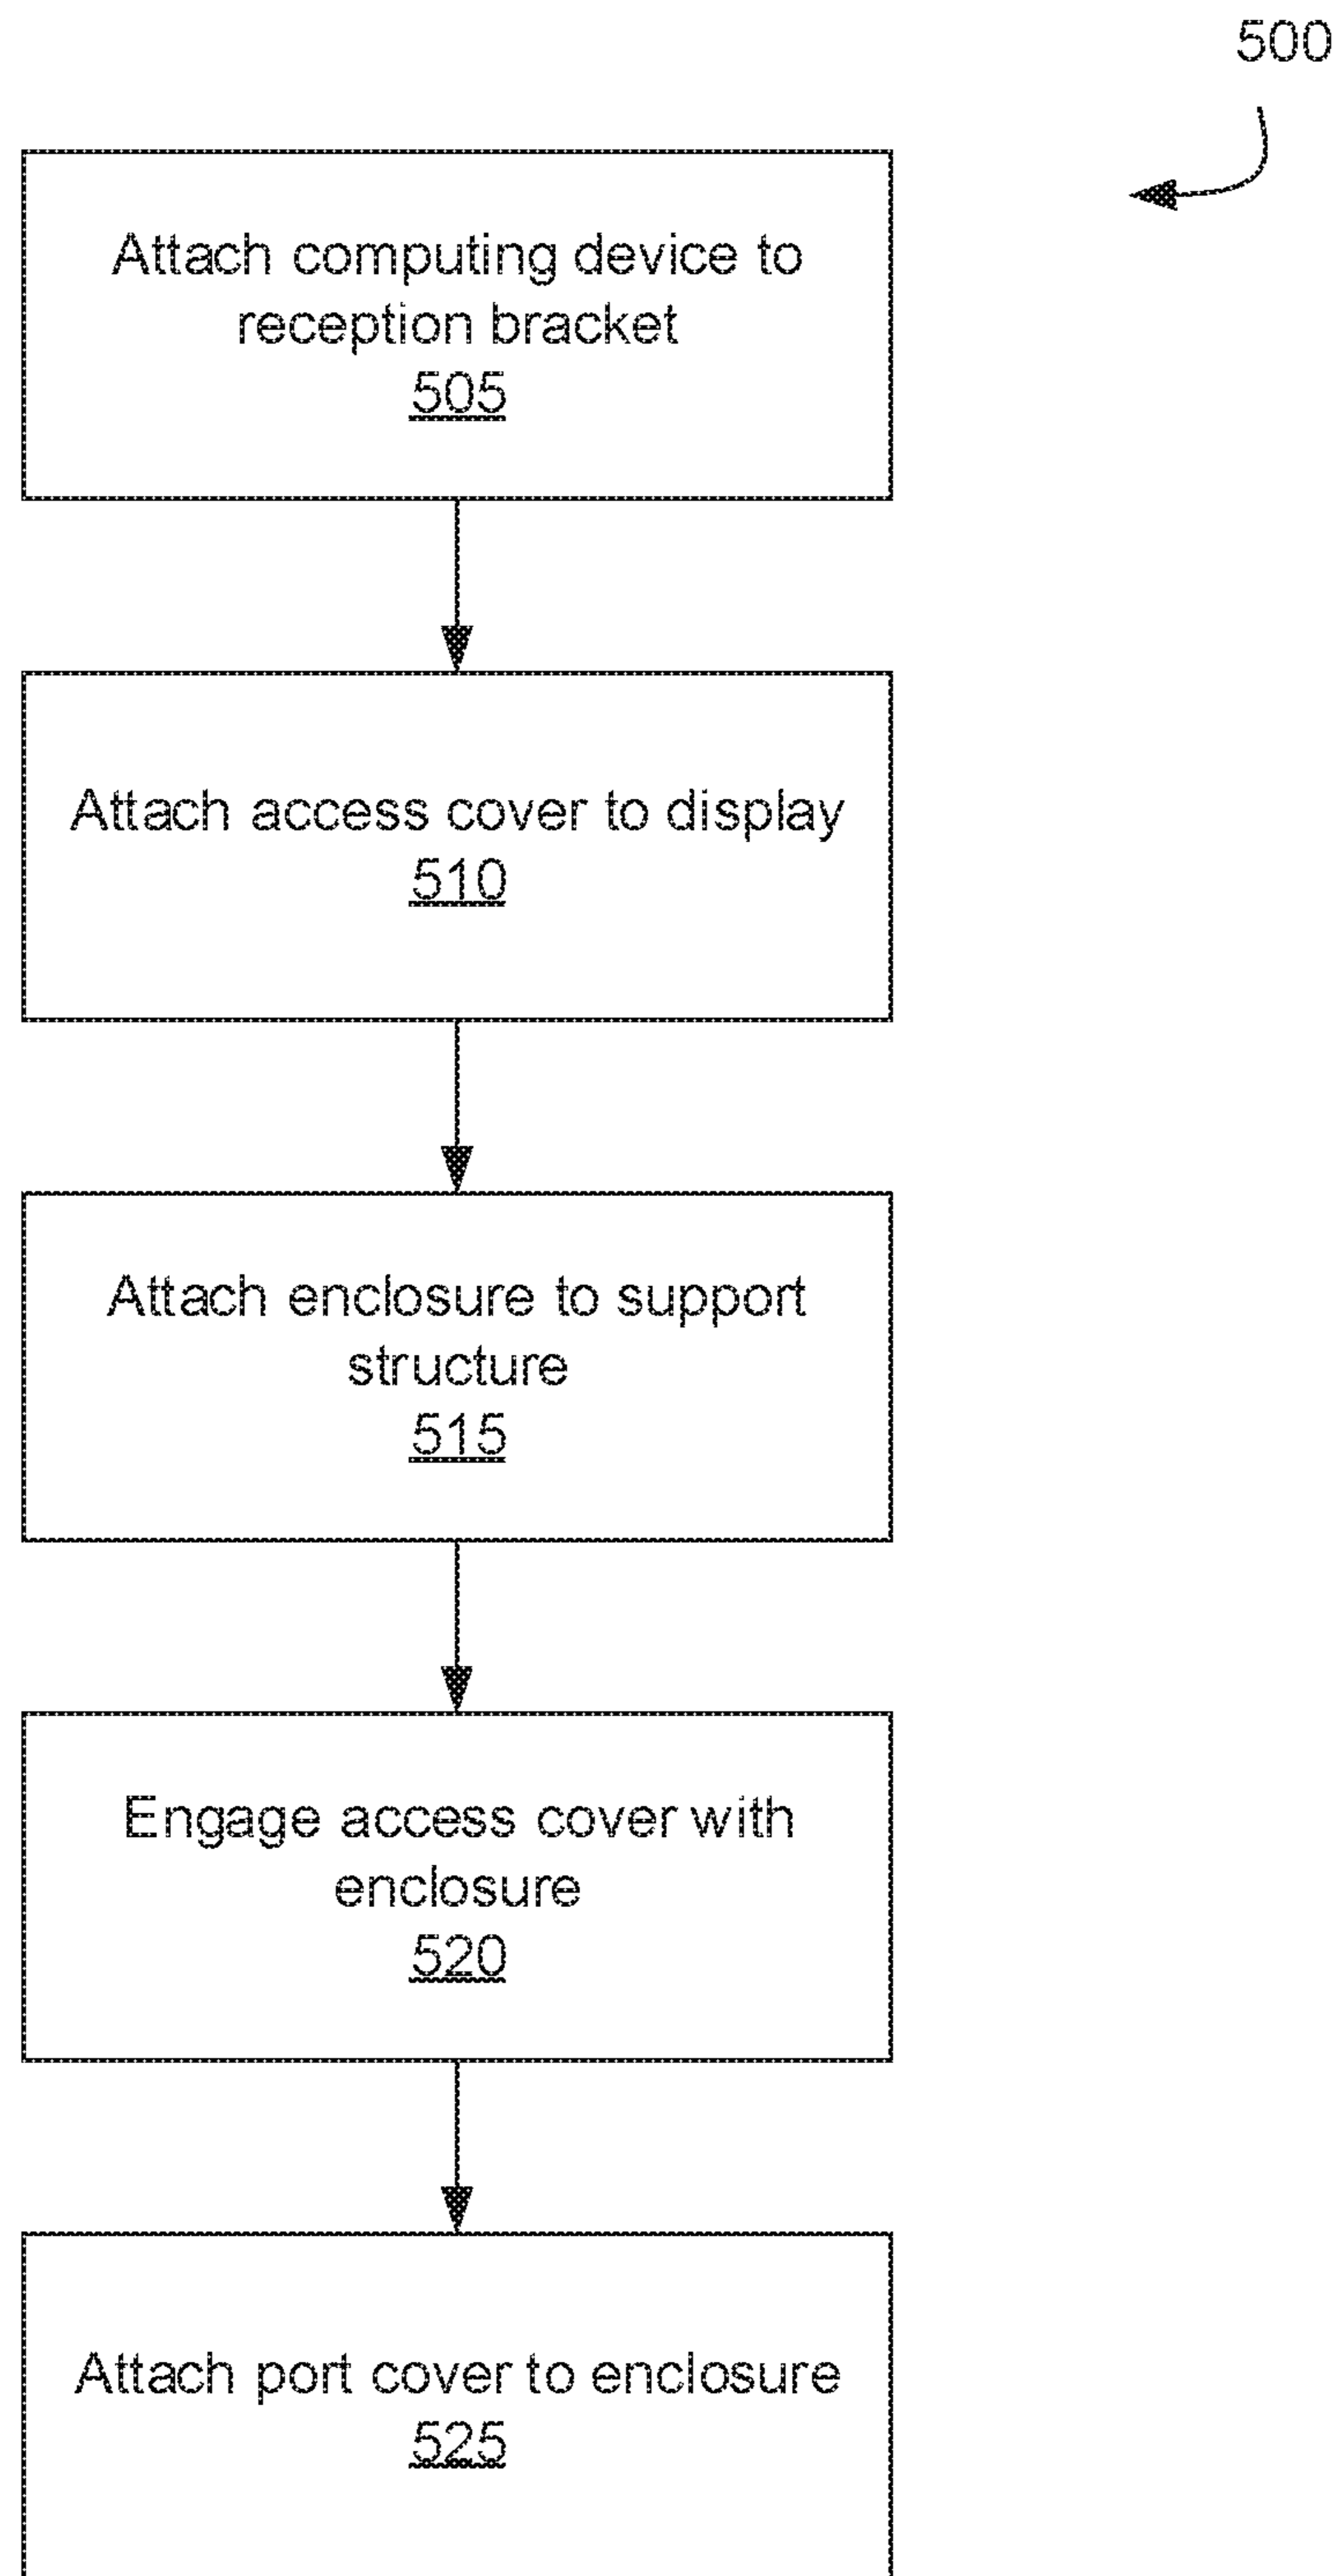 500
Attach computing device to
reception bracket
505
Attach access cover to display
510
Attach enclosure to support
structure
515
Engage access cover with
enclosure
520
Attach port cover to enclosure
525